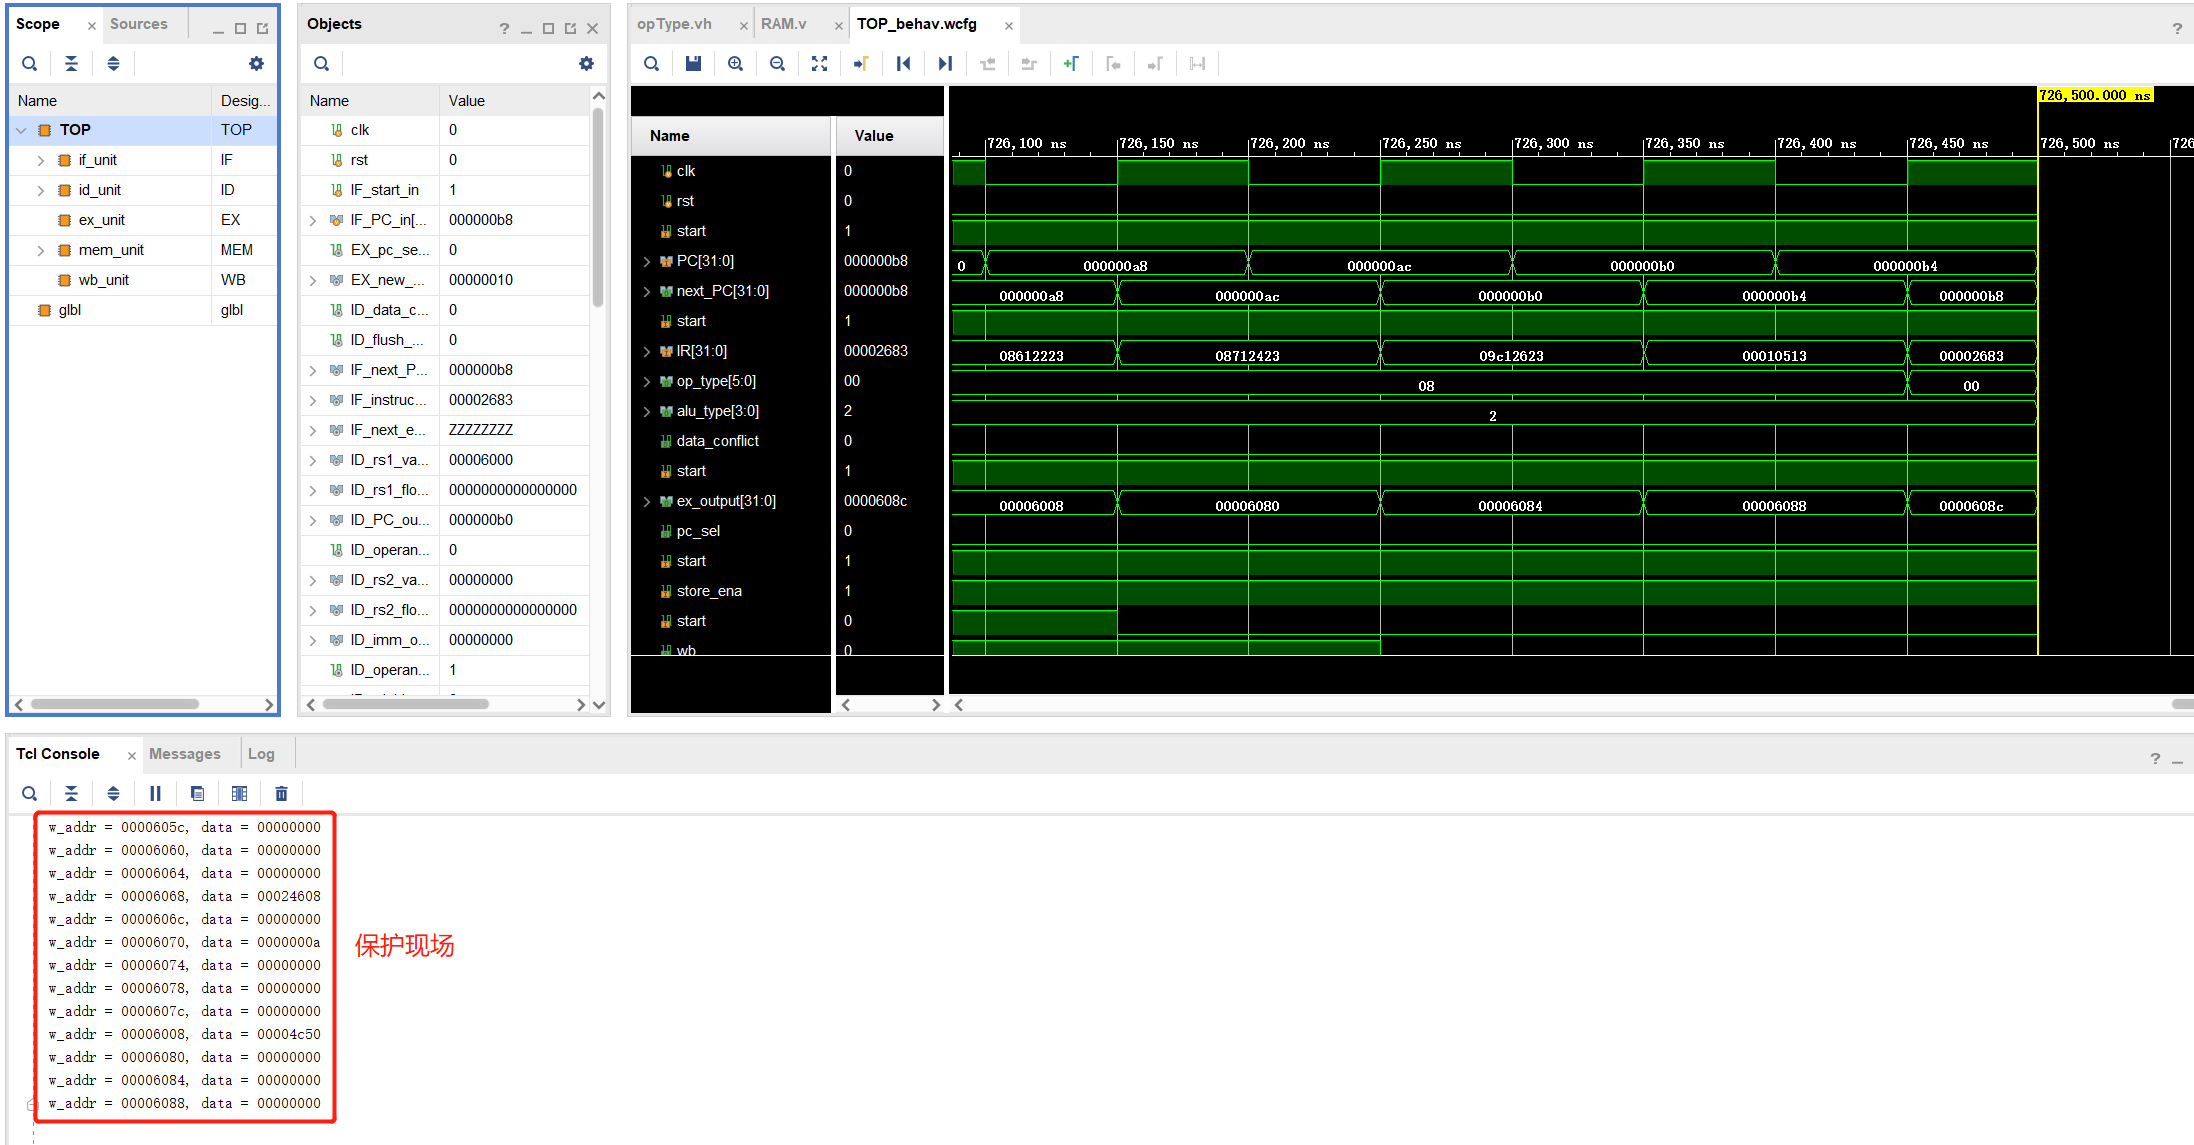 Scope
Sources
Name Desig...
TOP TOP
if_unit IF
id_unit ID
ex_unit EX
mem_unit MEM
wb_unit WB
glbl glbl
Objects ?
Name Value
clk 0
rst 0
IF_start_in 1
IF_PC_in[... 000000b8
EX_pc_se... 0
EX_new_... 00000010
ID_data_c... 0
ID_flush_... 0
IF_next_P... 000000b8
IF_instruc... 00002683
IF_next_e... ZZZZZZZZ
ID_rs1_va... 00006000
ID_rs1_flo... 0000000000000000
ID_PC_ou... 000000b0
ID_operan... 0
ID_rs2_va... 00000000
ID_rs2_flo... 0000000000000000
ID_imm_o... 00000000
ID_operan... 1
opType.vh RAM.v TOP_behav.wcfg ?
726,500.000 ns
Name Value
726,100 ns 726,150 ns 726,200 ns 726,250 ns 726,300 ns 726,350 ns 726,400 ns 726,450 ns 726,500 ns 726
clk 0
rst 0
start 1
PC[31:0] 000000b8 0 000000a8 000000ac 000000b0 000000b4
next_PC[31:0] 000000b8 000000a8 000000ac 000000b0 000000b4 000000b8
start 1
IR[31:0] 00002683 08612223 08712423 09c12623 00010513 00002683
op_type[5:0] 00 08 00
alu_type[3:0] 2 2
data_conflict 0
start 1
ex_output[31:0] 0000608c 00006008 00006080 00006084 00006088 0000608c
pc_sel 0
start 1
store_ena 1
start 0
wb 0
Tcl Console Messages Log ?
w_addr = 0000605c, data = 00000000
w_addr = 00006060, data = 00000000
w_addr = 00006064, data = 00000000
w_addr = 00006068, data = 00024608
w_addr = 0000606c, data = 00000000
w_addr = 00006070, data = 0000000a
w_addr = 00006074, data = 00000000
w_addr = 00006078, data = 00000000
w_addr = 0000607c, data = 00000000
w_addr = 00006008, data = 00004c50
w_addr = 00006080, data = 00000000
w_addr = 00006084, data = 00000000
w_addr = 00006088, data = 00000000
保护现场